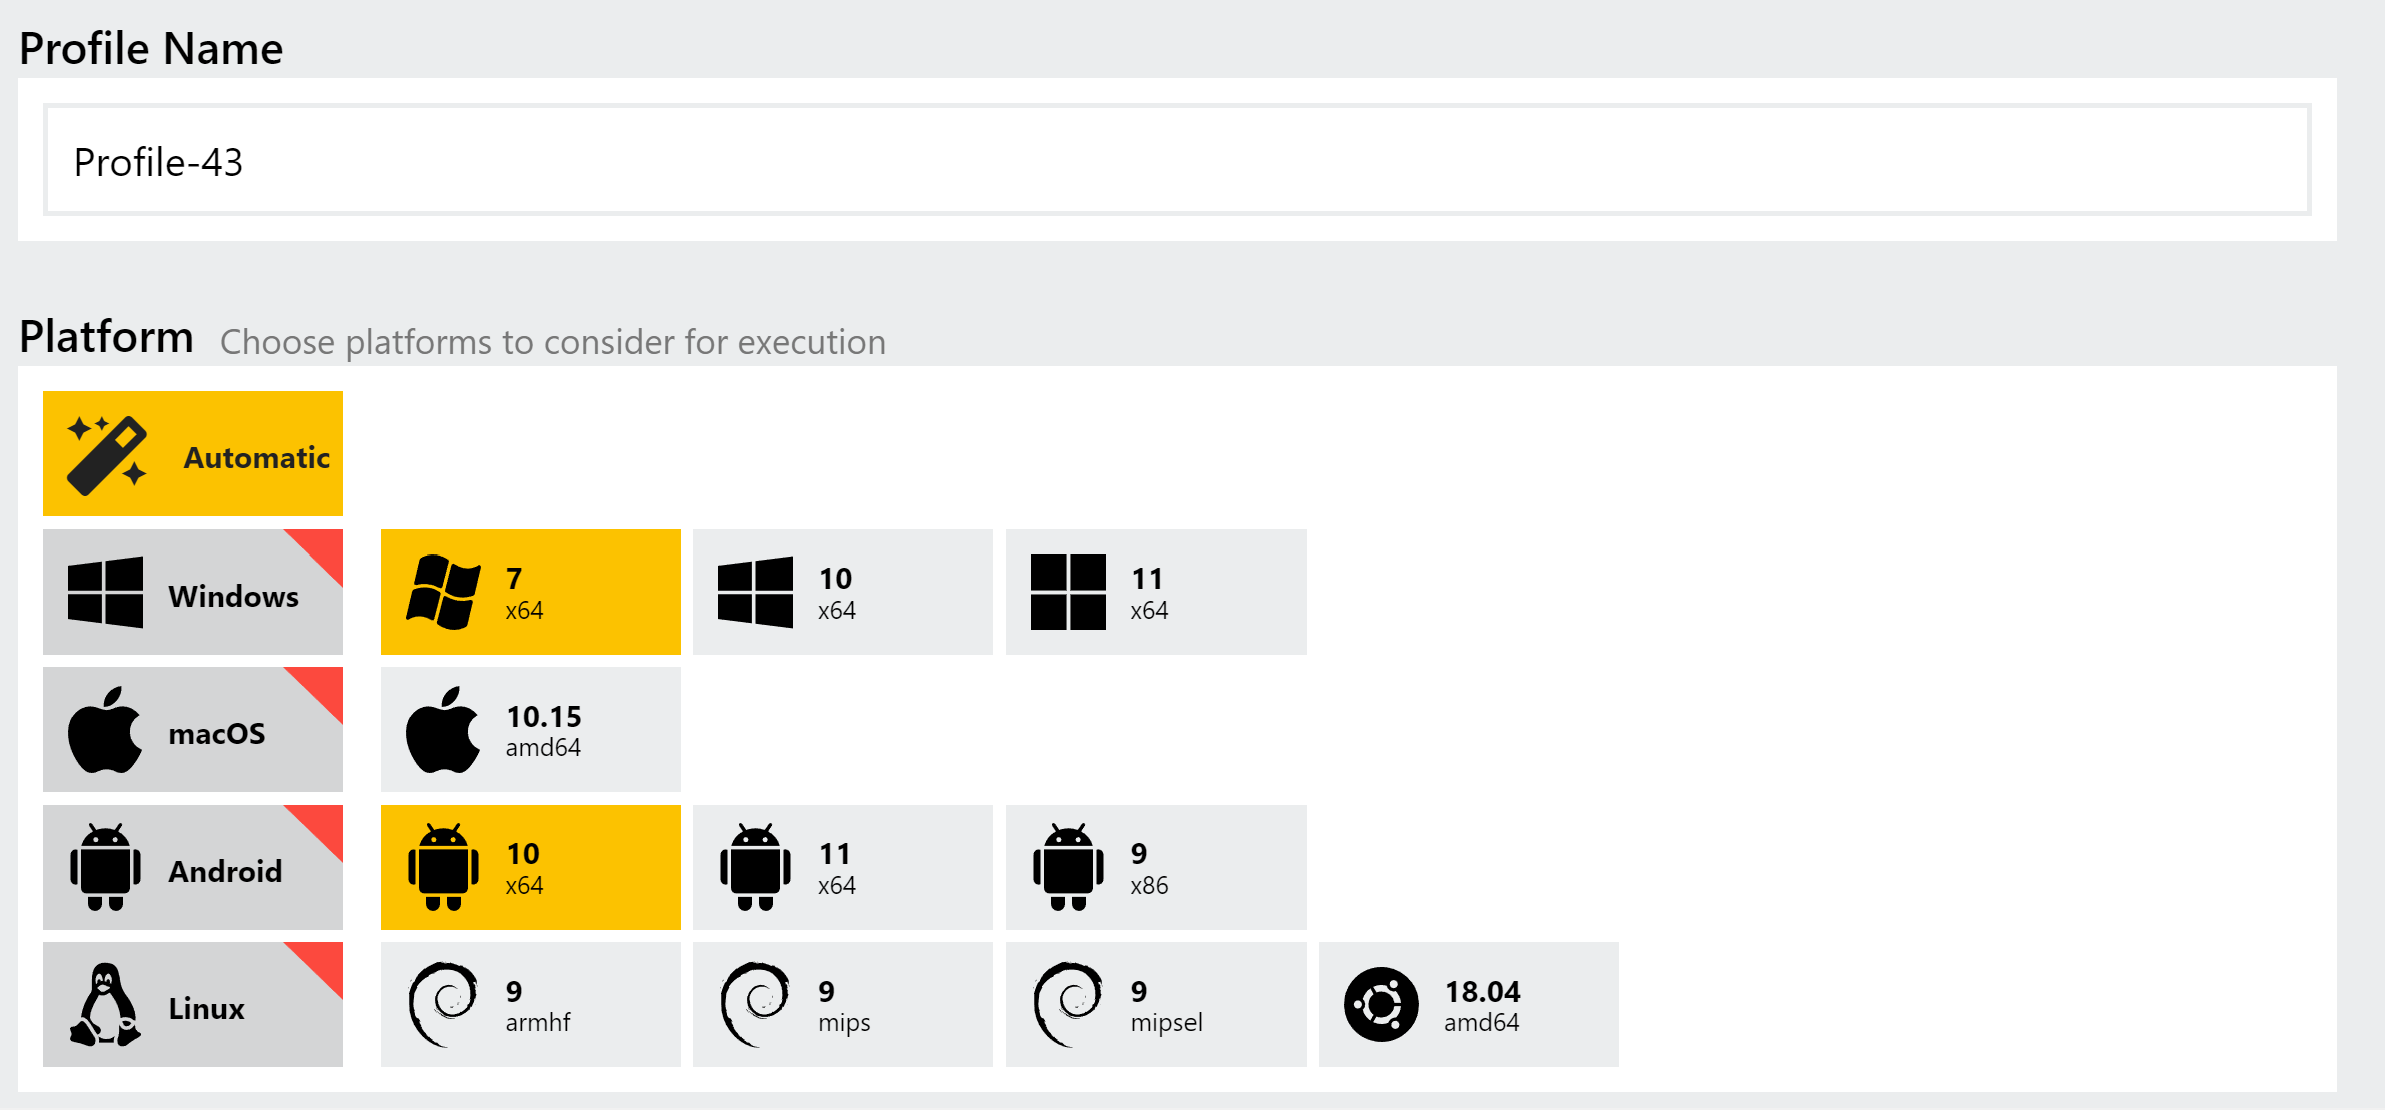 Profile Name
Profile-43
Platform Choose platforms to consider for execution
Automatic
Windows
7
x64
10
x64
11
x64
macOS
10.15
amd64
Android
10
x64
11
x64
9
x86
Linux
9
armhf
9
mips
9
mipsel
18.04
amd64